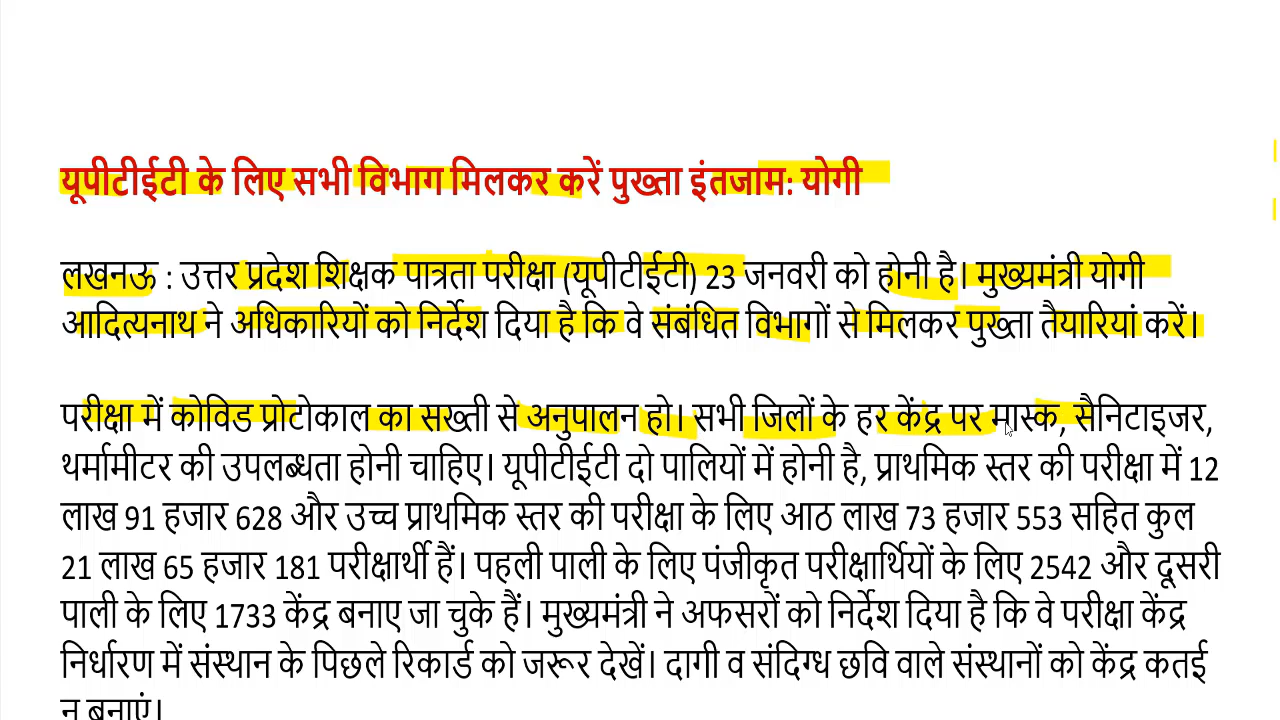 यूपीटीईटी के लिए सभी विभाग मिलकर करें पुख्ता इंतजाम: योगी
लखनऊ : उत्तर प्रदेश शिक्षक पात्रता परीक्षा (यूपीटीईटी) 23 जनवरी को होनी है। मुख्यमंत्री योगी
आदित्यनाथ ने अधिकारियों को निर्देश दिया है कि वे संबंधित विभागों से मिलकर पुख्ता तैयारियां करें।
परीक्षा में कोविड प्रोटोकाल का सख्ती से अनुपालन हो। सभी जिलों के हर केंद्र पर मास्क, सैनिटाइजर,
थर्मामीटर की उपलब्धता होनी चाहिए। यूपीटीईटी दो पालियों में होनी है, प्राथमिक स्तर की परीक्षा में 12
लाख 91 हजार 628 और उच्च प्राथमिक स्तर की परीक्षा के लिए आठ लाख 73 हजार 553 सहित कुल
21 लाख 65 हजार 181 परीक्षार्थी हैं। पहली पाली के लिए पंजीकृत परीक्षार्थियों के लिए 2542 और दूसरी
पाली के लिए 1733 केंद्र बनाए जा चुके हैं। मुख्यमंत्री ने अफसरों को निर्देश दिया है कि वे परीक्षा केंद्र
निर्धारण में संस्थान के पिछले रिकार्ड को जरूर देखें। दागी व संदिग्ध छवि वाले संस्थानों को केंद्र कतई
न बनाएं।